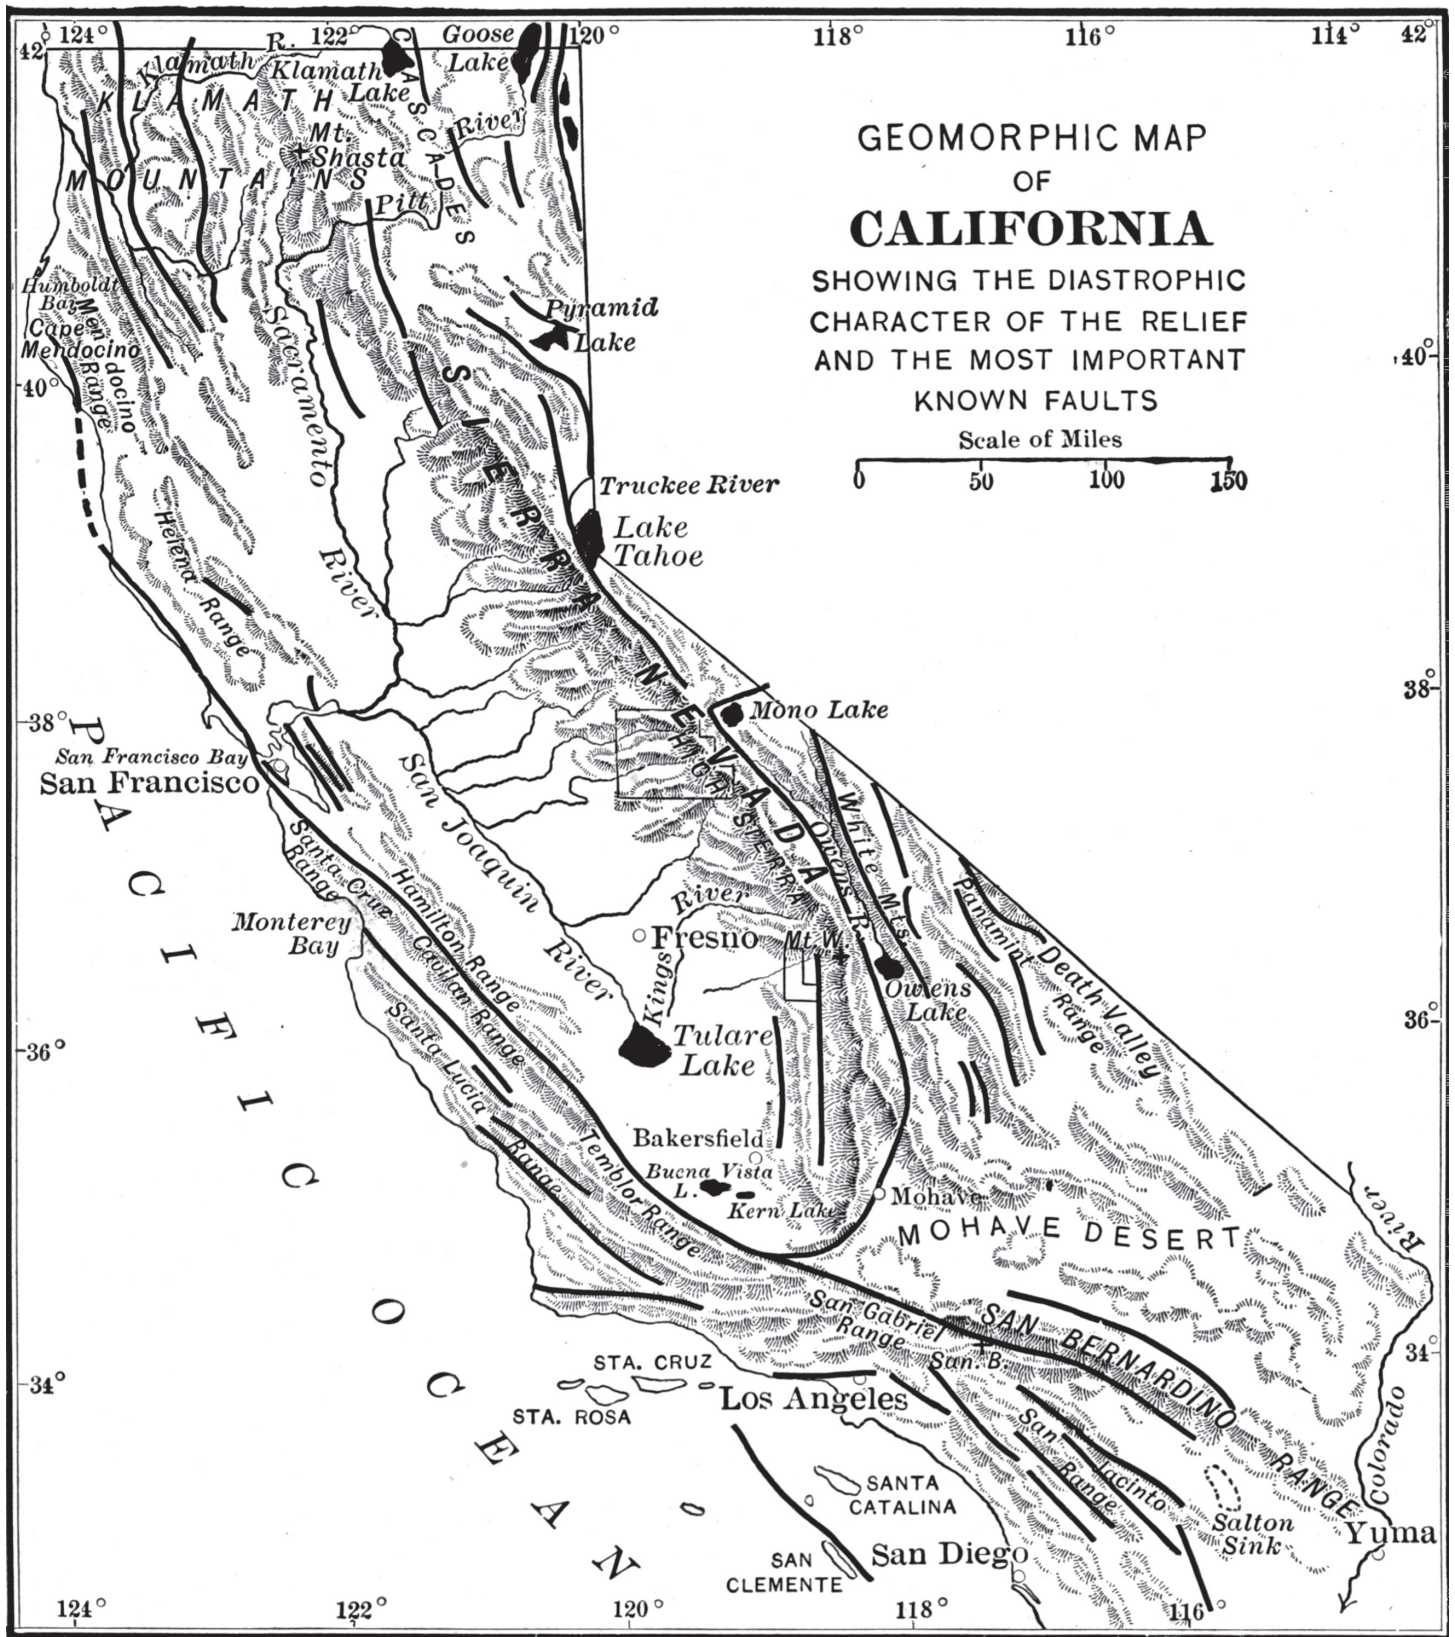 124°
122°
120°
118°
116°
114°
42°
42°
GEOMORPHIC MAP
OF
CALIFORNIA
SHOWING THE DIASTROPHIC
CHARACTER OF THE RELIEF
AND THE MOST IMPORTANT
KNOWN FAULTS
Scale of Miles
0 50 100 150
Klamath R.
Klamath
Lake
Goose
Lake
CASCADES
KLAMATH
MOUNTAINS
Mt.
Shasta
Pitt
River
Humboldt
Bay
Cape
Mendocino
Mendocino
Range
Pyramid
Lake
40°
40°
Sacramento
River
SIERRA NEVADA
Truckee River
Lake
Tahoe
Helena Range
38°
38°
Mono Lake
HIGH SIERRA
San Francisco Bay
San Francisco
San Joaquin
River
White Mts.
Owens R.
Santa Cruz
Range
Hamilton Range
Gavilan Range
Monterey
Bay
Kings
River
Fresno
Mt. W.
Owens
Lake
Panamint
Range
Death Valley
36°
36°
Tulare
Lake
Santa Lucia
Range
Temblor Range
Bakersfield
Buena Vista
L.
Kern Lake
Mohave
MOHAVE DESERT
Colorado
River
PACIFIC
OCEAN
San Gabriel
Range
SAN BERNARDINO
RANGE
San. B.
34°
34°
STA. CRUZ
STA. ROSA
Los Angeles
San Jacinto
Range
SANTA
CATALINA
SAN
CLEMENTE
San Diego
Salton
Sink
Yuma
124°
122°
120°
118°
116°